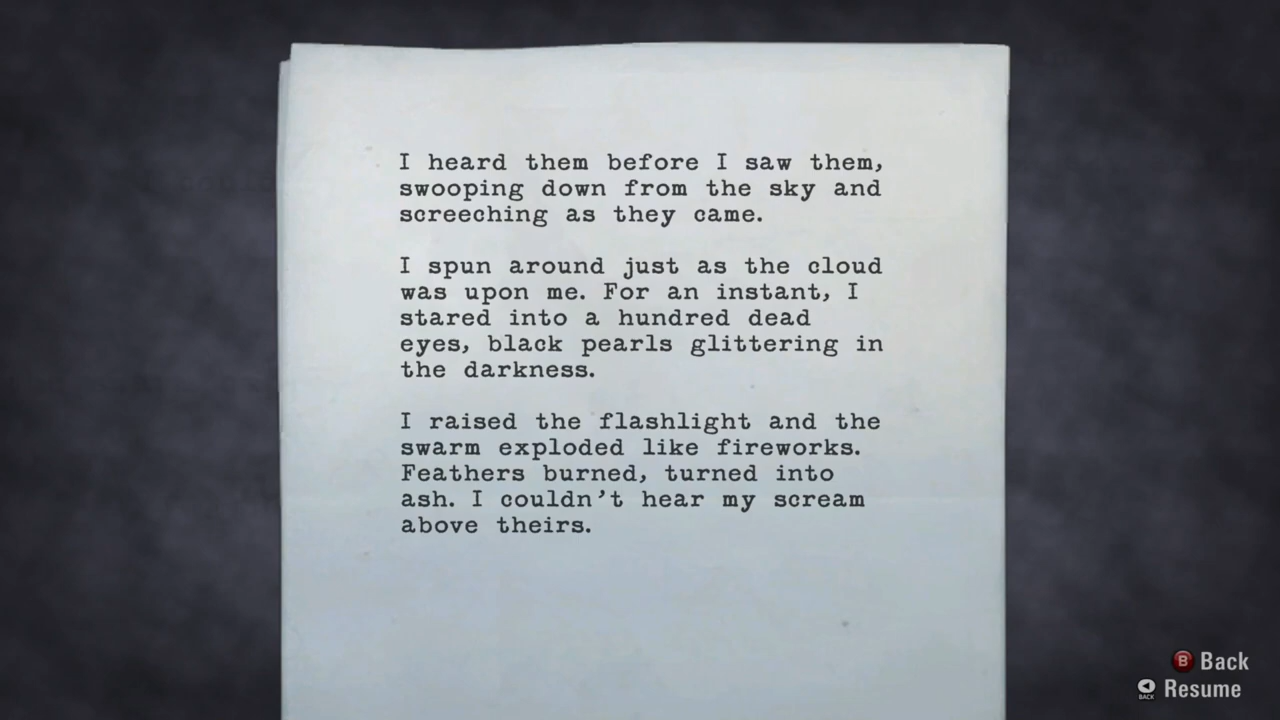 I heard them before I saw them,
swooping down from the sky and
screeching as they came.
I spun around just as the cloud
was upon me. For an instant, I
stared into a hundred dead
eyes, black pearls glittering in
the darkness.
I raised the flashlight and the
swarm exploded like fireworks.
Feathers burned, turned into
ash. I couldn't hear my scream
above theirs.
B Back
BACK Resume